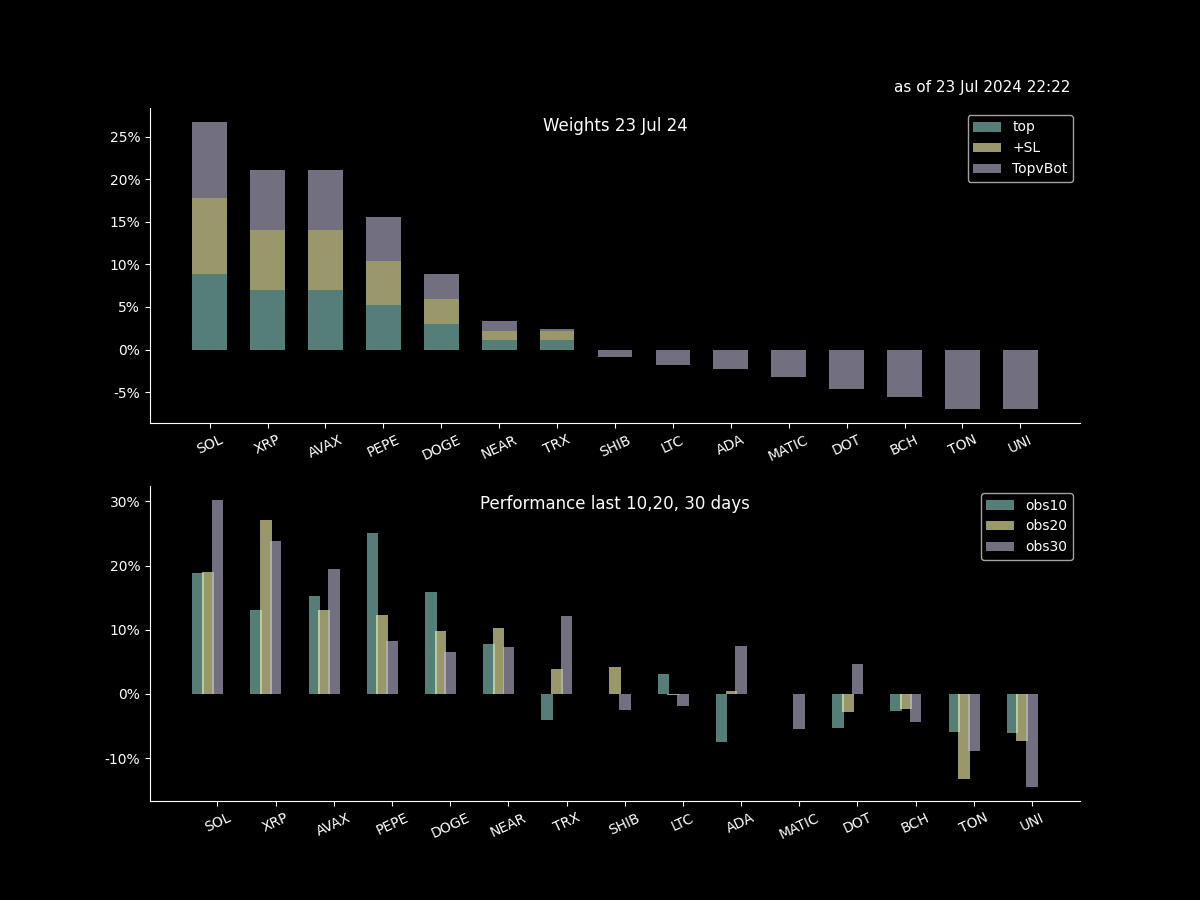 as of 23 Jul 2024 22:22
Weights 23 Jul 24
top
+SL
TopvBot
25%
20%
15%
10%
5%
0%
-5%
SOL XRP AVAX PEPE DOGE NEAR TRX SHIB LTC ADA MATIC DOT BCH TON UNI
Performance last 10,20, 30 days
obs10
obs20
obs30
30%
20%
10%
0%
-10%
SOL XRP AVAX PEPE DOGE NEAR TRX SHIB LTC ADA MATIC DOT BCH TON UNI